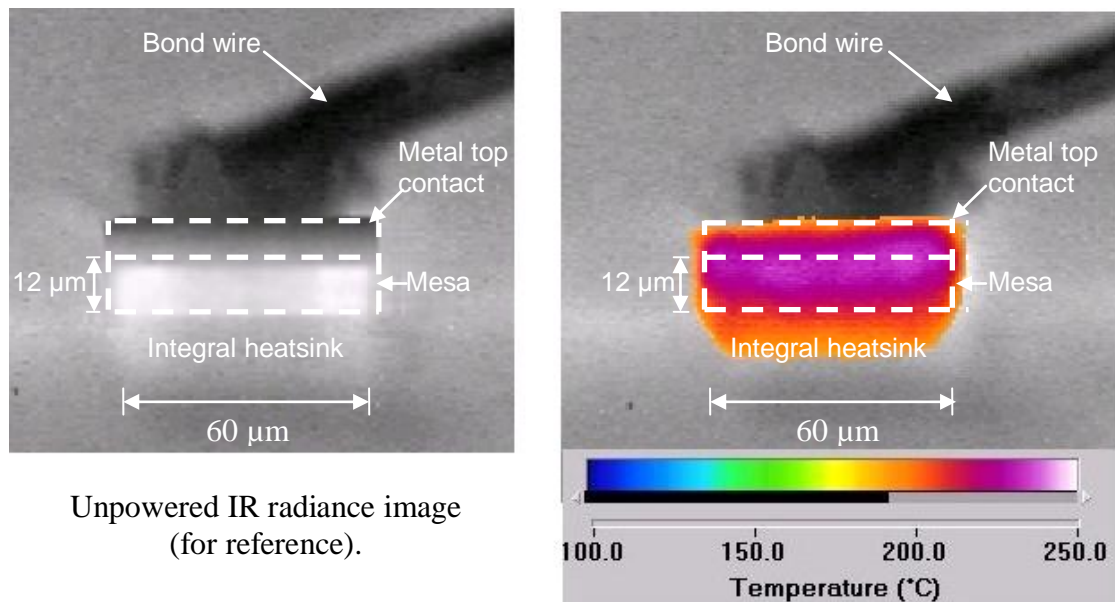 Bond wire
Metal top
contact
12 µm
Mesa
Integral heatsink
60 µm
Unpowered IR radiance image
(for reference).
Bond wire
Metal top
contact
12 µm
Mesa
Integral heatsink
60 µm
100.0 150.0 200.0 250.0
Temperature (°C)